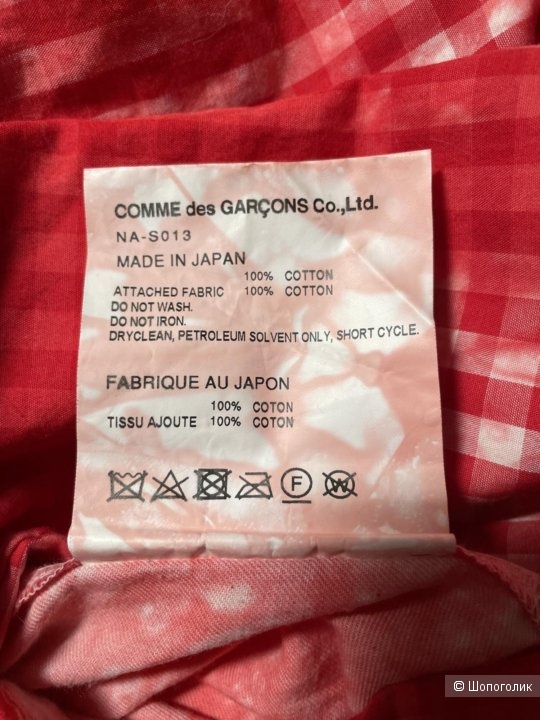 COMME des GARÇONS Co.,Ltd.
NA-S013
MADE IN JAPAN
100% COTTON
ATTACHED FABRIC 100% COTTON
DO NOT WASH.
DO NOT IRON.
DRYCLEAN, PETROLEUM SOLVENT ONLY, SHORT CYCLE.
FABRIQUE AU JAPON
100% COTON
TISSU AJOUTE 100% COTON
F W
© Шопоголик